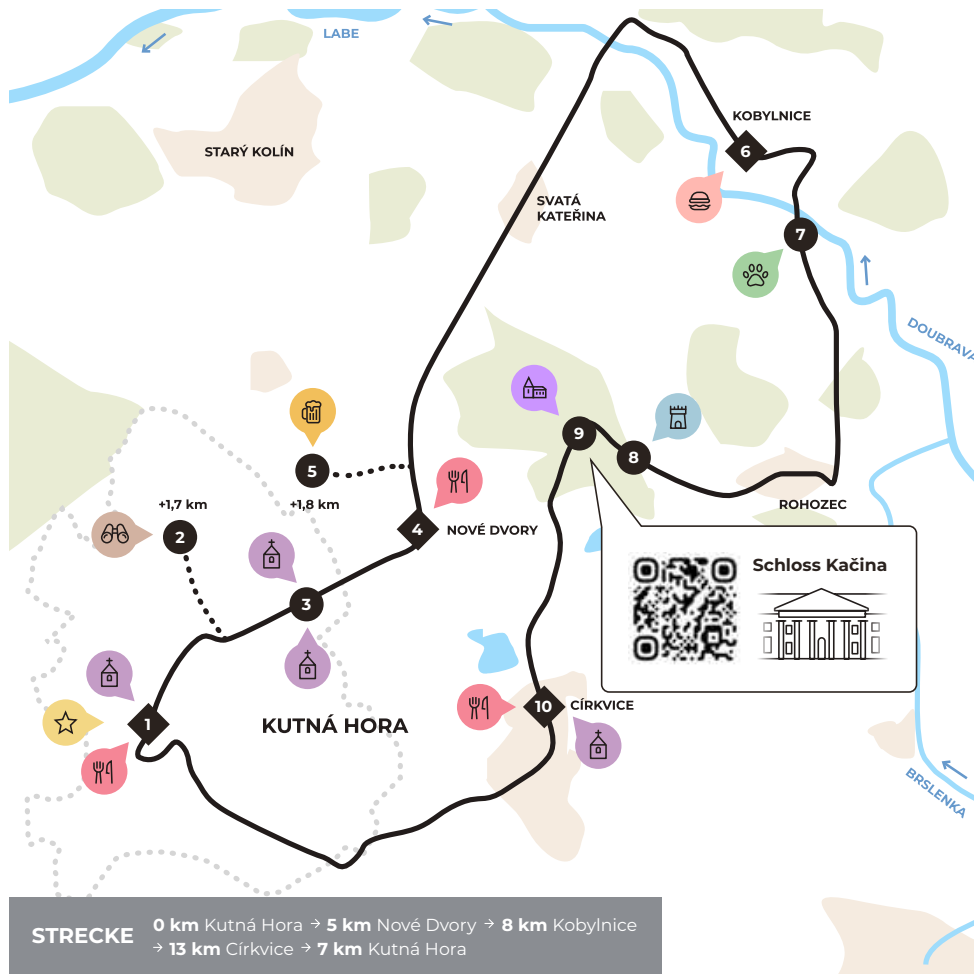 LABE
KOBYLNICE
6
STARÝ KOLÍN
SVATÁ
KATEŘINA
7
DOUBRAVA
9
8
5
+1,7 km
+1,8 km
ROHOZEC
4
NOVÉ DVORY
2
Schloss Kačina
3
10
CÍRKVICE
1
KUTNÁ HORA
BRSLENKA
STRECKE
0 km Kutná Hora → 5 km Nové Dvory → 8 km Kobylnice
→ 13 km Církvice → 7 km Kutná Hora